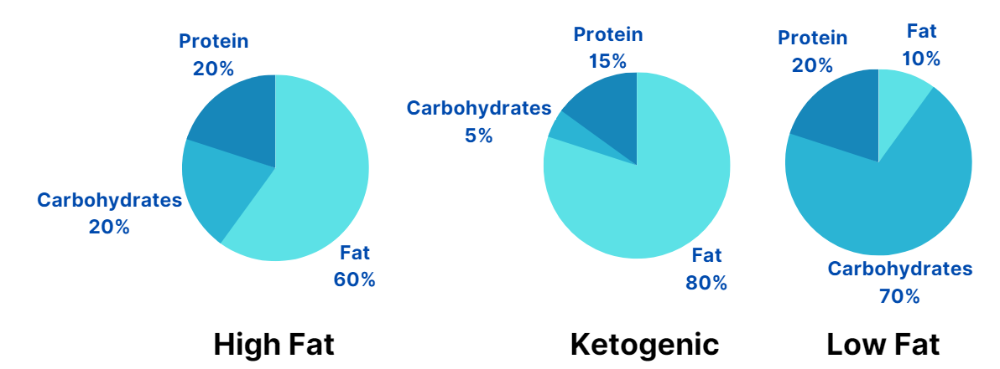 Protein
20%
Carbohydrates
20%
Fat
60%
High Fat
Protein
15%
Carbohydrates
5%
Fat
80%
Ketogenic
Protein
20%
Fat
10%
Carbohydrates
70%
Low Fat